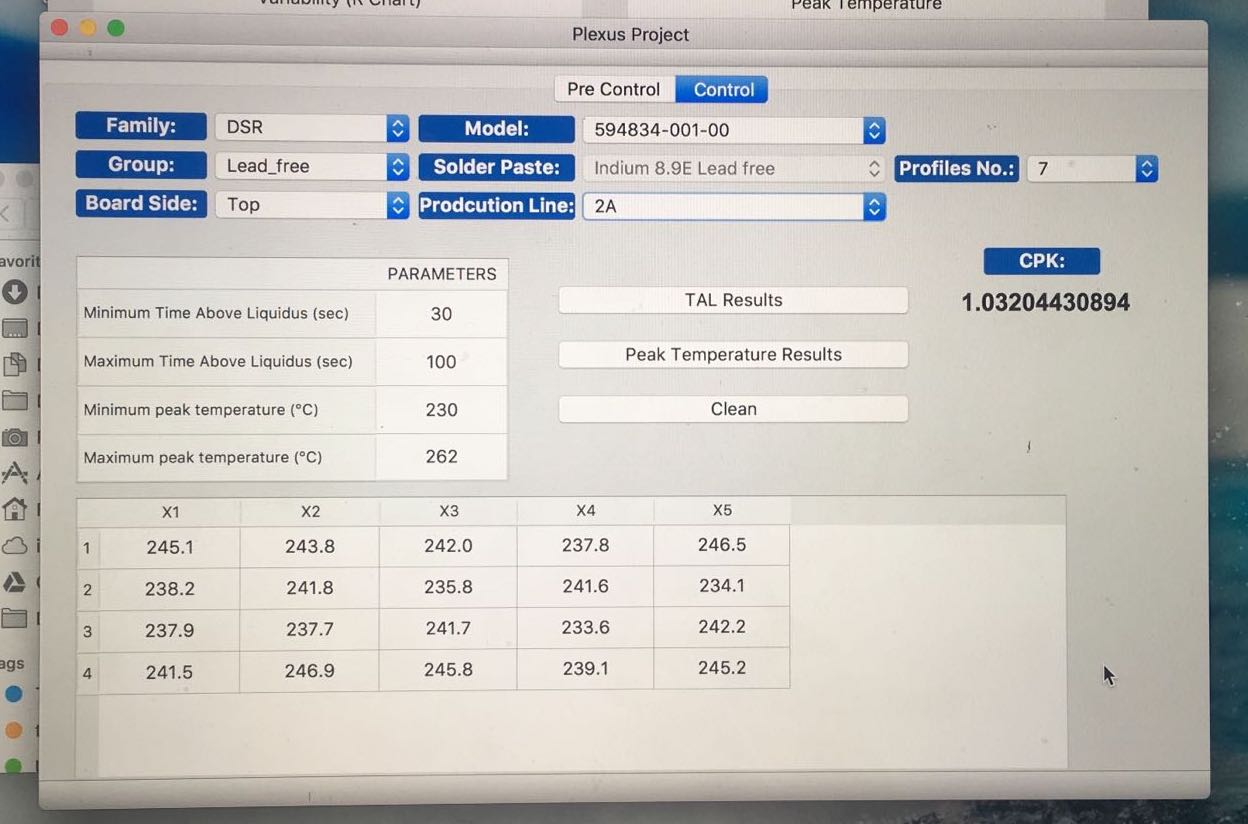 Variability (R Chart)
Peak Temperature
Plexus Project
Pre Control Control
Family: DSR Model: 594834-001-00
Group: Lead_free Solder Paste: Indium 8.9E Lead free Profiles No.: 7
Board Side: Top Prodcution Line: 2A
CPK:
1.03204430894
PARAMETERS
Minimum Time Above Liquidus (sec) 30
Maximum Time Above Liquidus (sec) 100
Minimum peak temperature (°C) 230
Maximum peak temperature (°C) 262
TAL Results
Peak Temperature Results
Clean
X1 X2 X3 X4 X5
1 245.1 243.8 242.0 237.8 246.5
2 238.2 241.8 235.8 241.6 234.1
3 237.9 237.7 241.7 233.6 242.2
4 241.5 246.9 245.8 239.1 245.2
avorit
ags